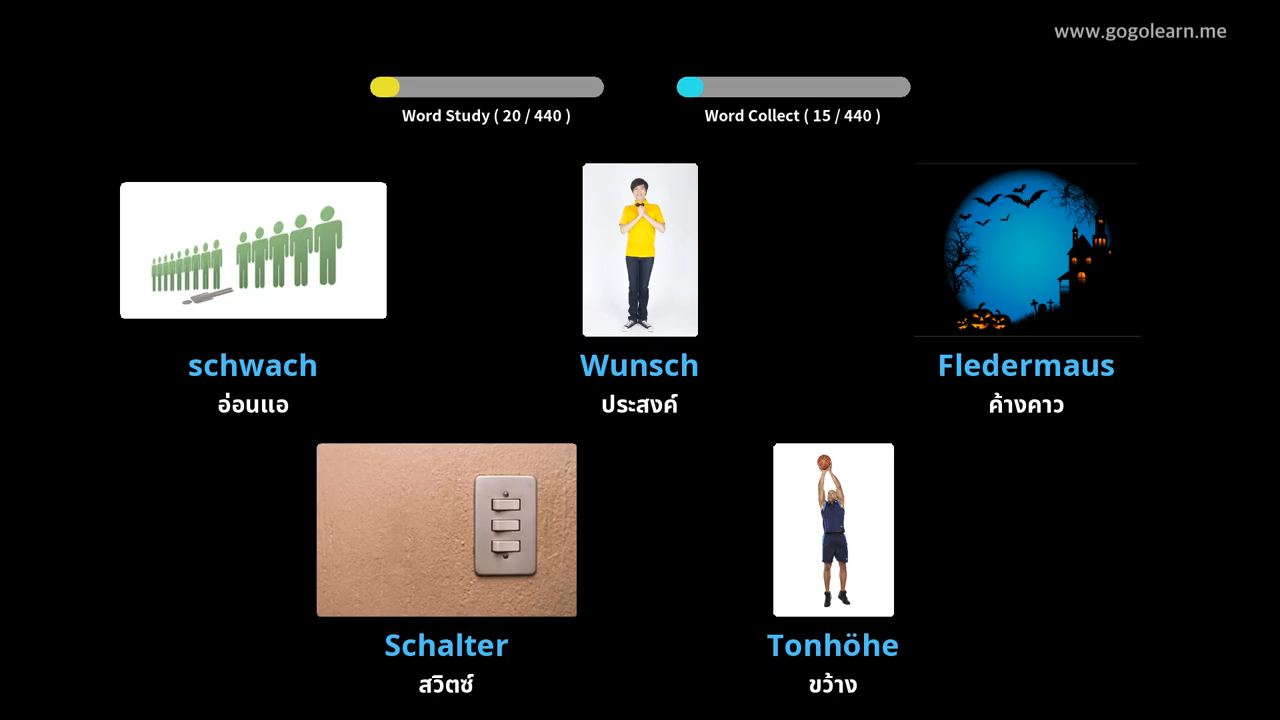 www.gogolearn.me
Word Study ( 20 / 440 )
Word Collect ( 15 / 440 )
schwach
อ่อนแอ
Wunsch
ประสงค์
Fledermaus
ค้างคาว
Schalter
สวิตซ์
Tonhöhe
ขว้าง